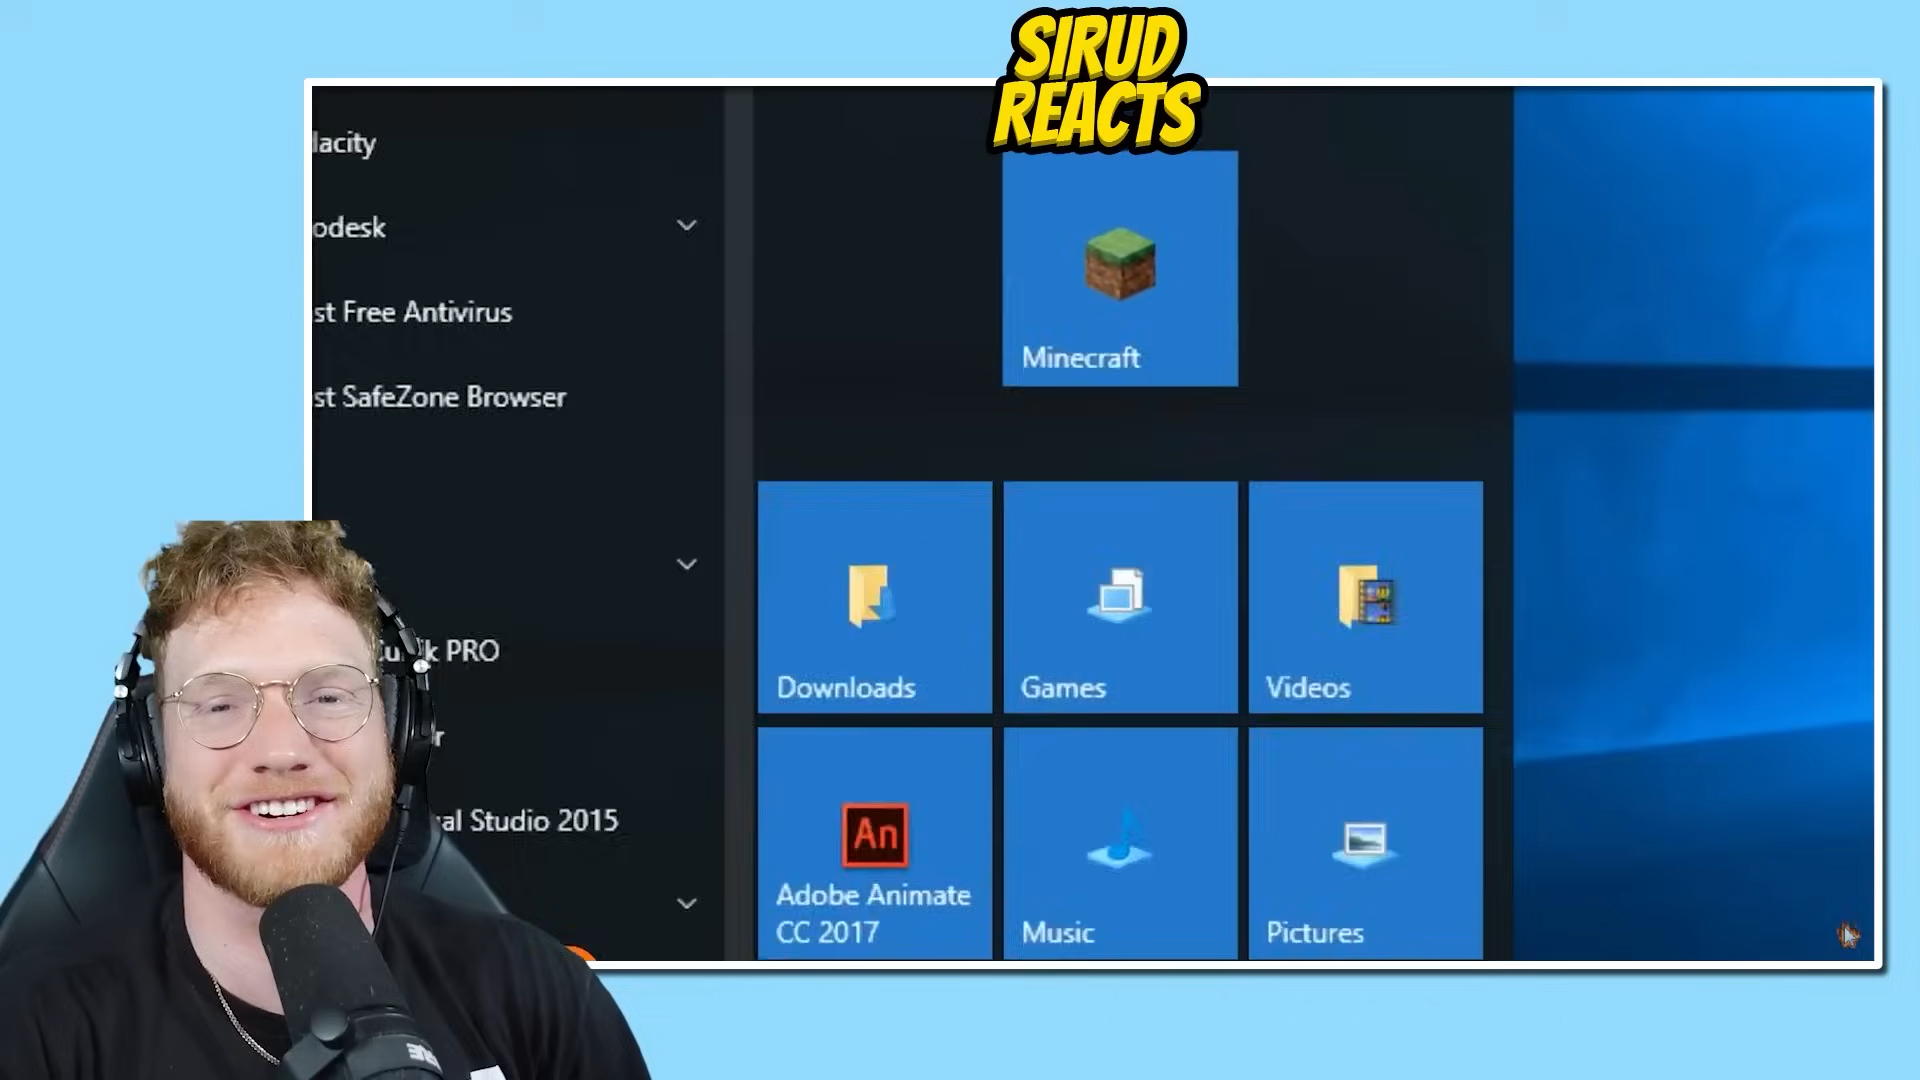 SIRUD
REACTS
lacity
odesk
st Free Antivirus
st SafeZone Browser
PRO
r
al Studio 2015
Minecraft
Downloads
Games
Videos
An
Adobe Animate
CC 2017
Music
Pictures